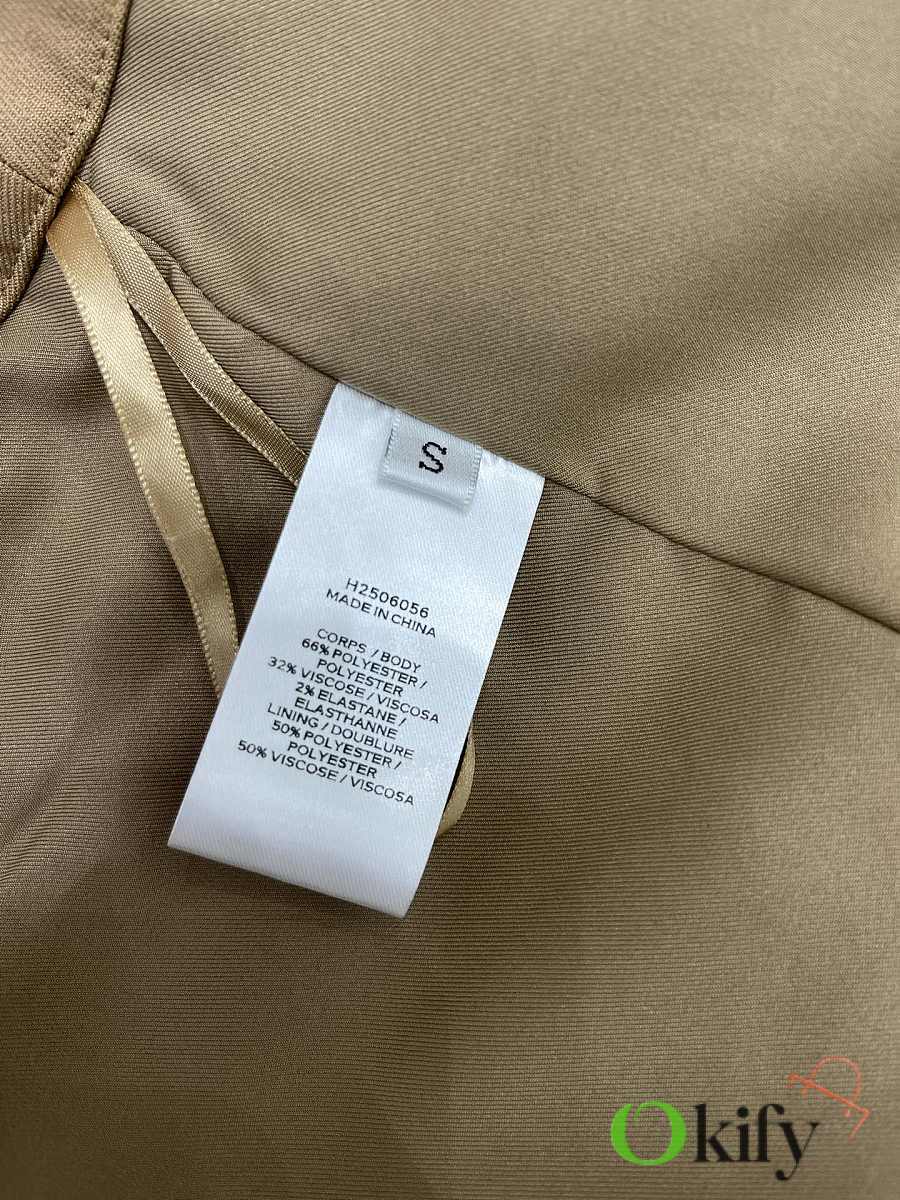 S
H2506056
MADE IN CHINA
CORPS / BODY
66% POLYESTER /
POLYESTER
32% VISCOSE / VISCOSA
2% ELASTANE /
ELASTHANNE
LINING / DOUBLURE
50% POLYESTER /
POLYESTER
50% VISCOSE / VISCOSA
Okify